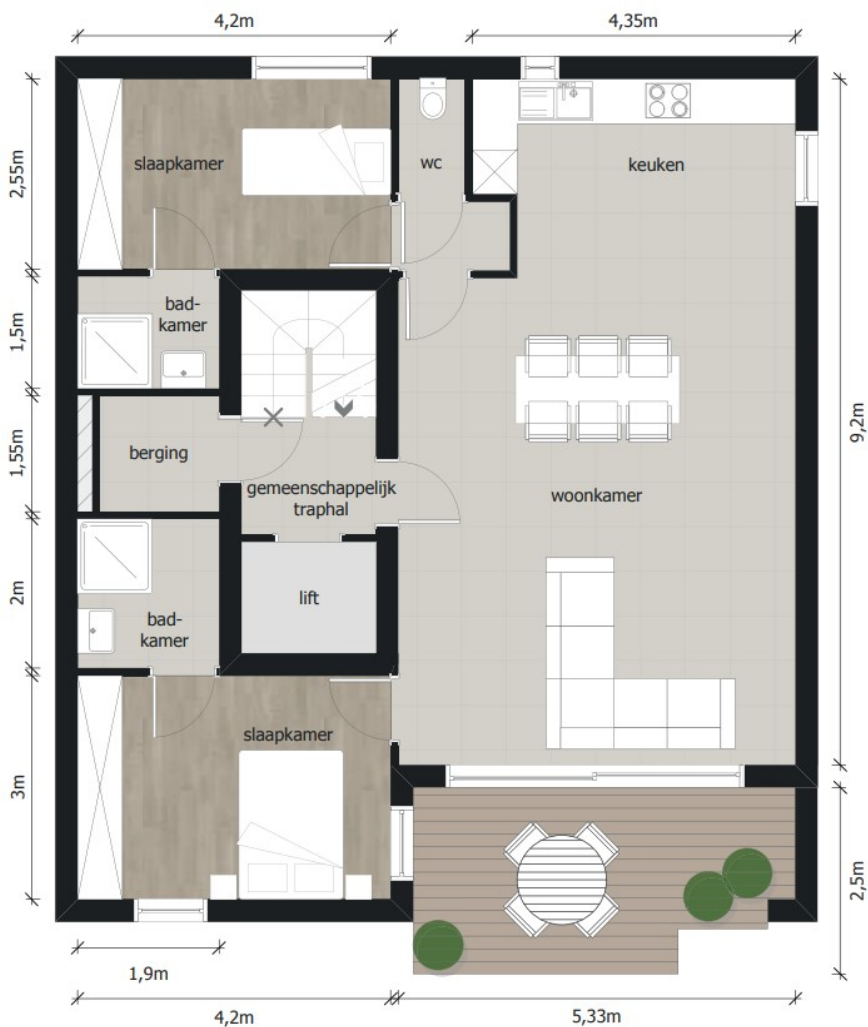 4,2m
4,35m
2,55m
slaapkamer
wc
keuken
1,5m
bad-
kamer
9,2m
1,55m
berging
gemeenschappelijk
traphal
woonkamer
2m
bad-
kamer
lift
3m
slaapkamer
2,5m
1,9m
4,2m
5,33m